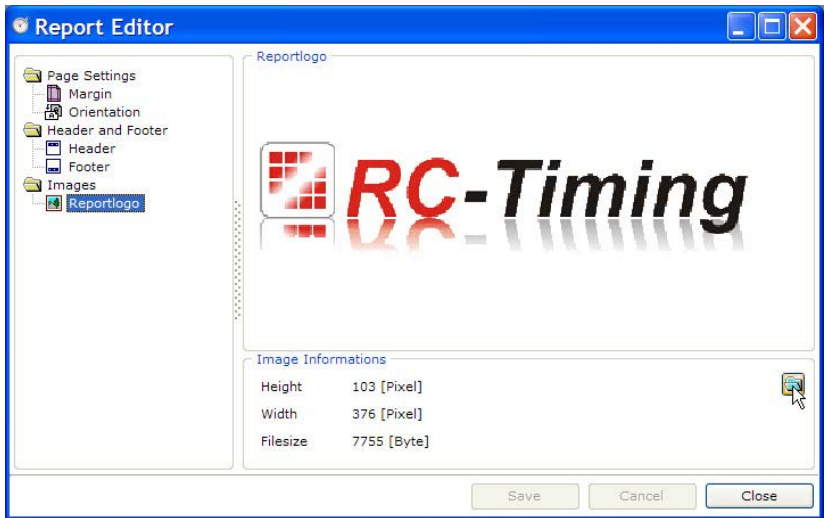 Report Editor
Page Settings
Margin
Orientation
Header and Footer
Header
Footer
Images
Reportlogo
Reportlogo
RC-Timing
Image Informations
Height 103 [Pixel]
Width 376 [Pixel]
Filesize 7755 [Byte]
Save Cancel Close